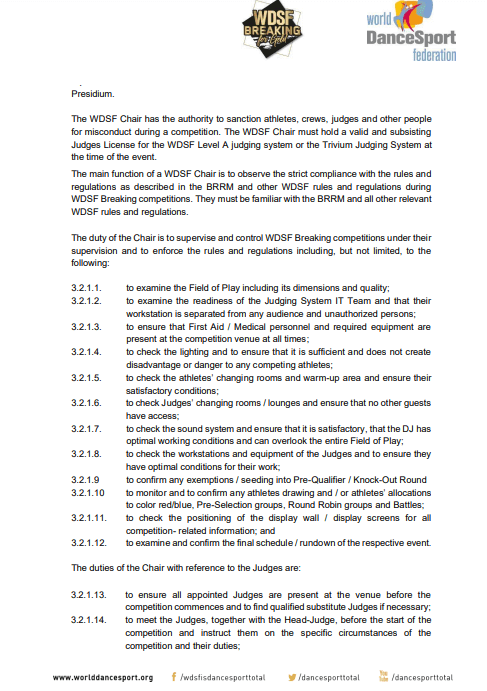 WDSF
BREAKING
for Gold
world
DanceSport
federation
Presidium.
The WDSF Chair has the authority to sanction athletes, crews, judges and other people
for misconduct during a competition. The WDSF Chair must hold a valid and subsisting
Judges License for the WDSF Level A judging system or the Trivium Judging System at
the time of the event.
The main function of a WDSF Chair is to observe the strict compliance with the rules and
regulations as described in the BRRM and other WDSF rules and regulations during
WDSF Breaking competitions. They must be familiar with the BRRM and all other relevant
WDSF rules and regulations.
The duty of the Chair is to supervise and control WDSF Breaking competitions under their
supervision and to enforce the rules and regulations including, but not limited, to the
following:
3.2.1.1. to examine the Field of Play including its dimensions and quality;
3.2.1.2. to examine the readiness of the Judging System IT Team and that their
workstation is separated from any audience and unauthorized persons;
3.2.1.3. to ensure that First Aid / Medical personnel and required equipment are
present at the competition venue at all times;
3.2.1.4. to check the lighting and to ensure that it is sufficient and does not create
disadvantage or danger to any competing athletes;
3.2.1.5. to check the athletes' changing rooms and warm-up area and ensure their
satisfactory conditions;
3.2.1.6. to check Judges' changing rooms / lounges and ensure that no other guests
have access;
3.2.1.7. to check the sound system and ensure that it is satisfactory, that the DJ has
optimal working conditions and can overlook the entire Field of Play;
3.2.1.8. to check the workstations and equipment of the Judges and to ensure they
have optimal conditions for their work;
3.2.1.9 to confirm any exemptions / seeding into Pre-Qualifier / Knock-Out Round
3.2.1.10 to monitor and to confirm any athletes drawing and / or athletes' allocations
to color red/blue, Pre-Selection groups, Round Robin groups and Battles;
3.2.1.11. to check the positioning of the display wall / display screens for all
competition- related information; and
3.2.1.12. to examine and confirm the final schedule / rundown of the respective event.
The duties of the Chair with reference to the Judges are:
3.2.1.13. to ensure all appointed Judges are present at the venue before the
competition commences and to find qualified substitute Judges if necessary;
3.2.1.14. to meet the Judges, together with the Head-Judge, before the start of the
competition and instruct them on the specific circumstances of the
competition and their duties;
www.worlddancesport.org /wdsfisdancesporttotal /dancesporttotal /dancesporttotal